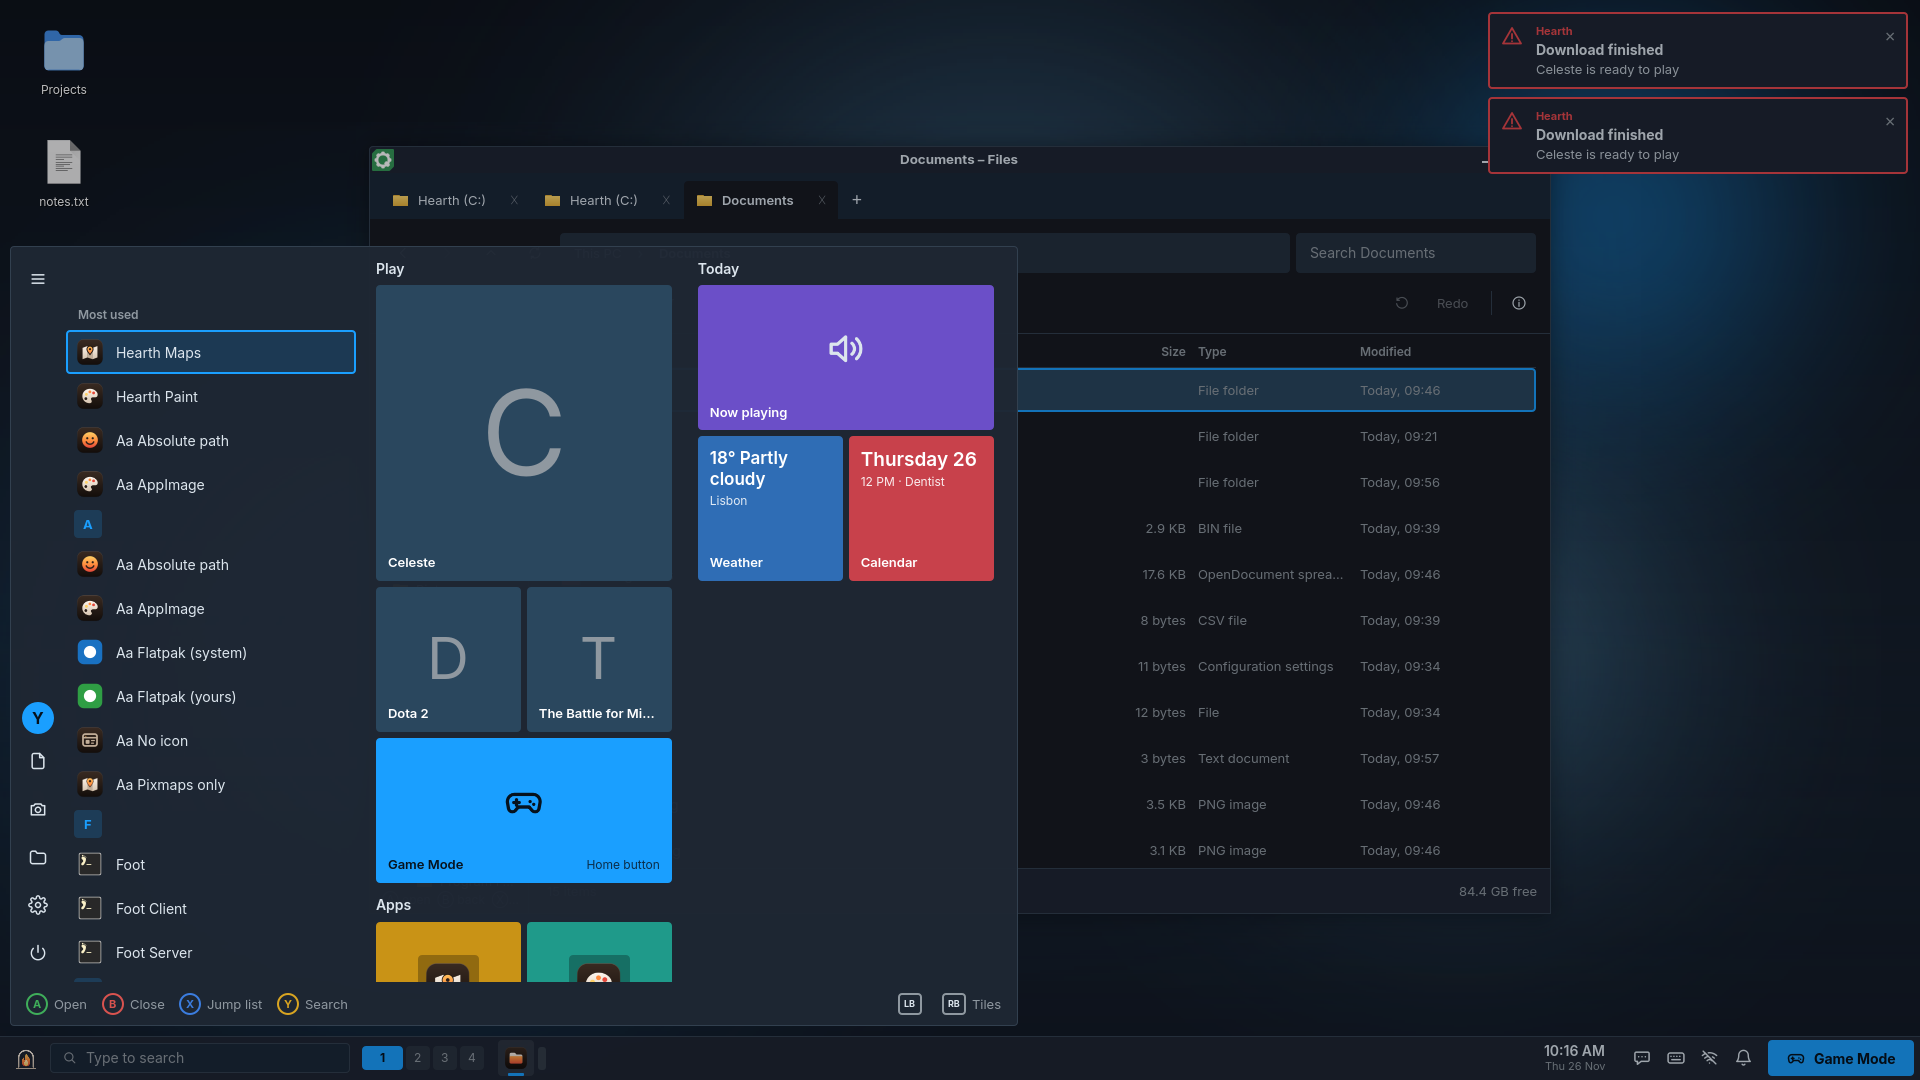 Projects
notes.txt
Hearth
Download finished
Celeste is ready to play
Hearth
Download finished
Celeste is ready to play
Documents – Files
Hearth (C:)
Hearth (C:)
Documents
Search Documents
Redo
Size Type Modified
File folder Today, 09:46
File folder Today, 09:21
File folder Today, 09:56
2.9 KB BIN file Today, 09:39
17.6 KB OpenDocument sprea... Today, 09:46
8 bytes CSV file Today, 09:39
11 bytes Configuration settings Today, 09:34
12 bytes File Today, 09:34
3 bytes Text document Today, 09:57
3.5 KB PNG image Today, 09:46
3.1 KB PNG image Today, 09:46
84.4 GB free
Most used
Hearth Maps
Hearth Paint
Aa Absolute path
Aa AppImage
A
Aa Absolute path
Aa AppImage
Aa Flatpak (system)
Aa Flatpak (yours)
Aa No icon
Aa Pixmaps only
F
Foot
Foot Client
Foot Server
Y
Play
C
Celeste
D
Dota 2
T
The Battle for Mi...
Game Mode Home button
Apps
Today
Now playing
18° Partly
cloudy
Lisbon
Weather
Thursday 26
12 PM · Dentist
Calendar
A Open B Close X Jump list Y Search
LB RB Tiles
Type to search
1 2 3 4
10:16 AM
Thu 26 Nov
Game Mode